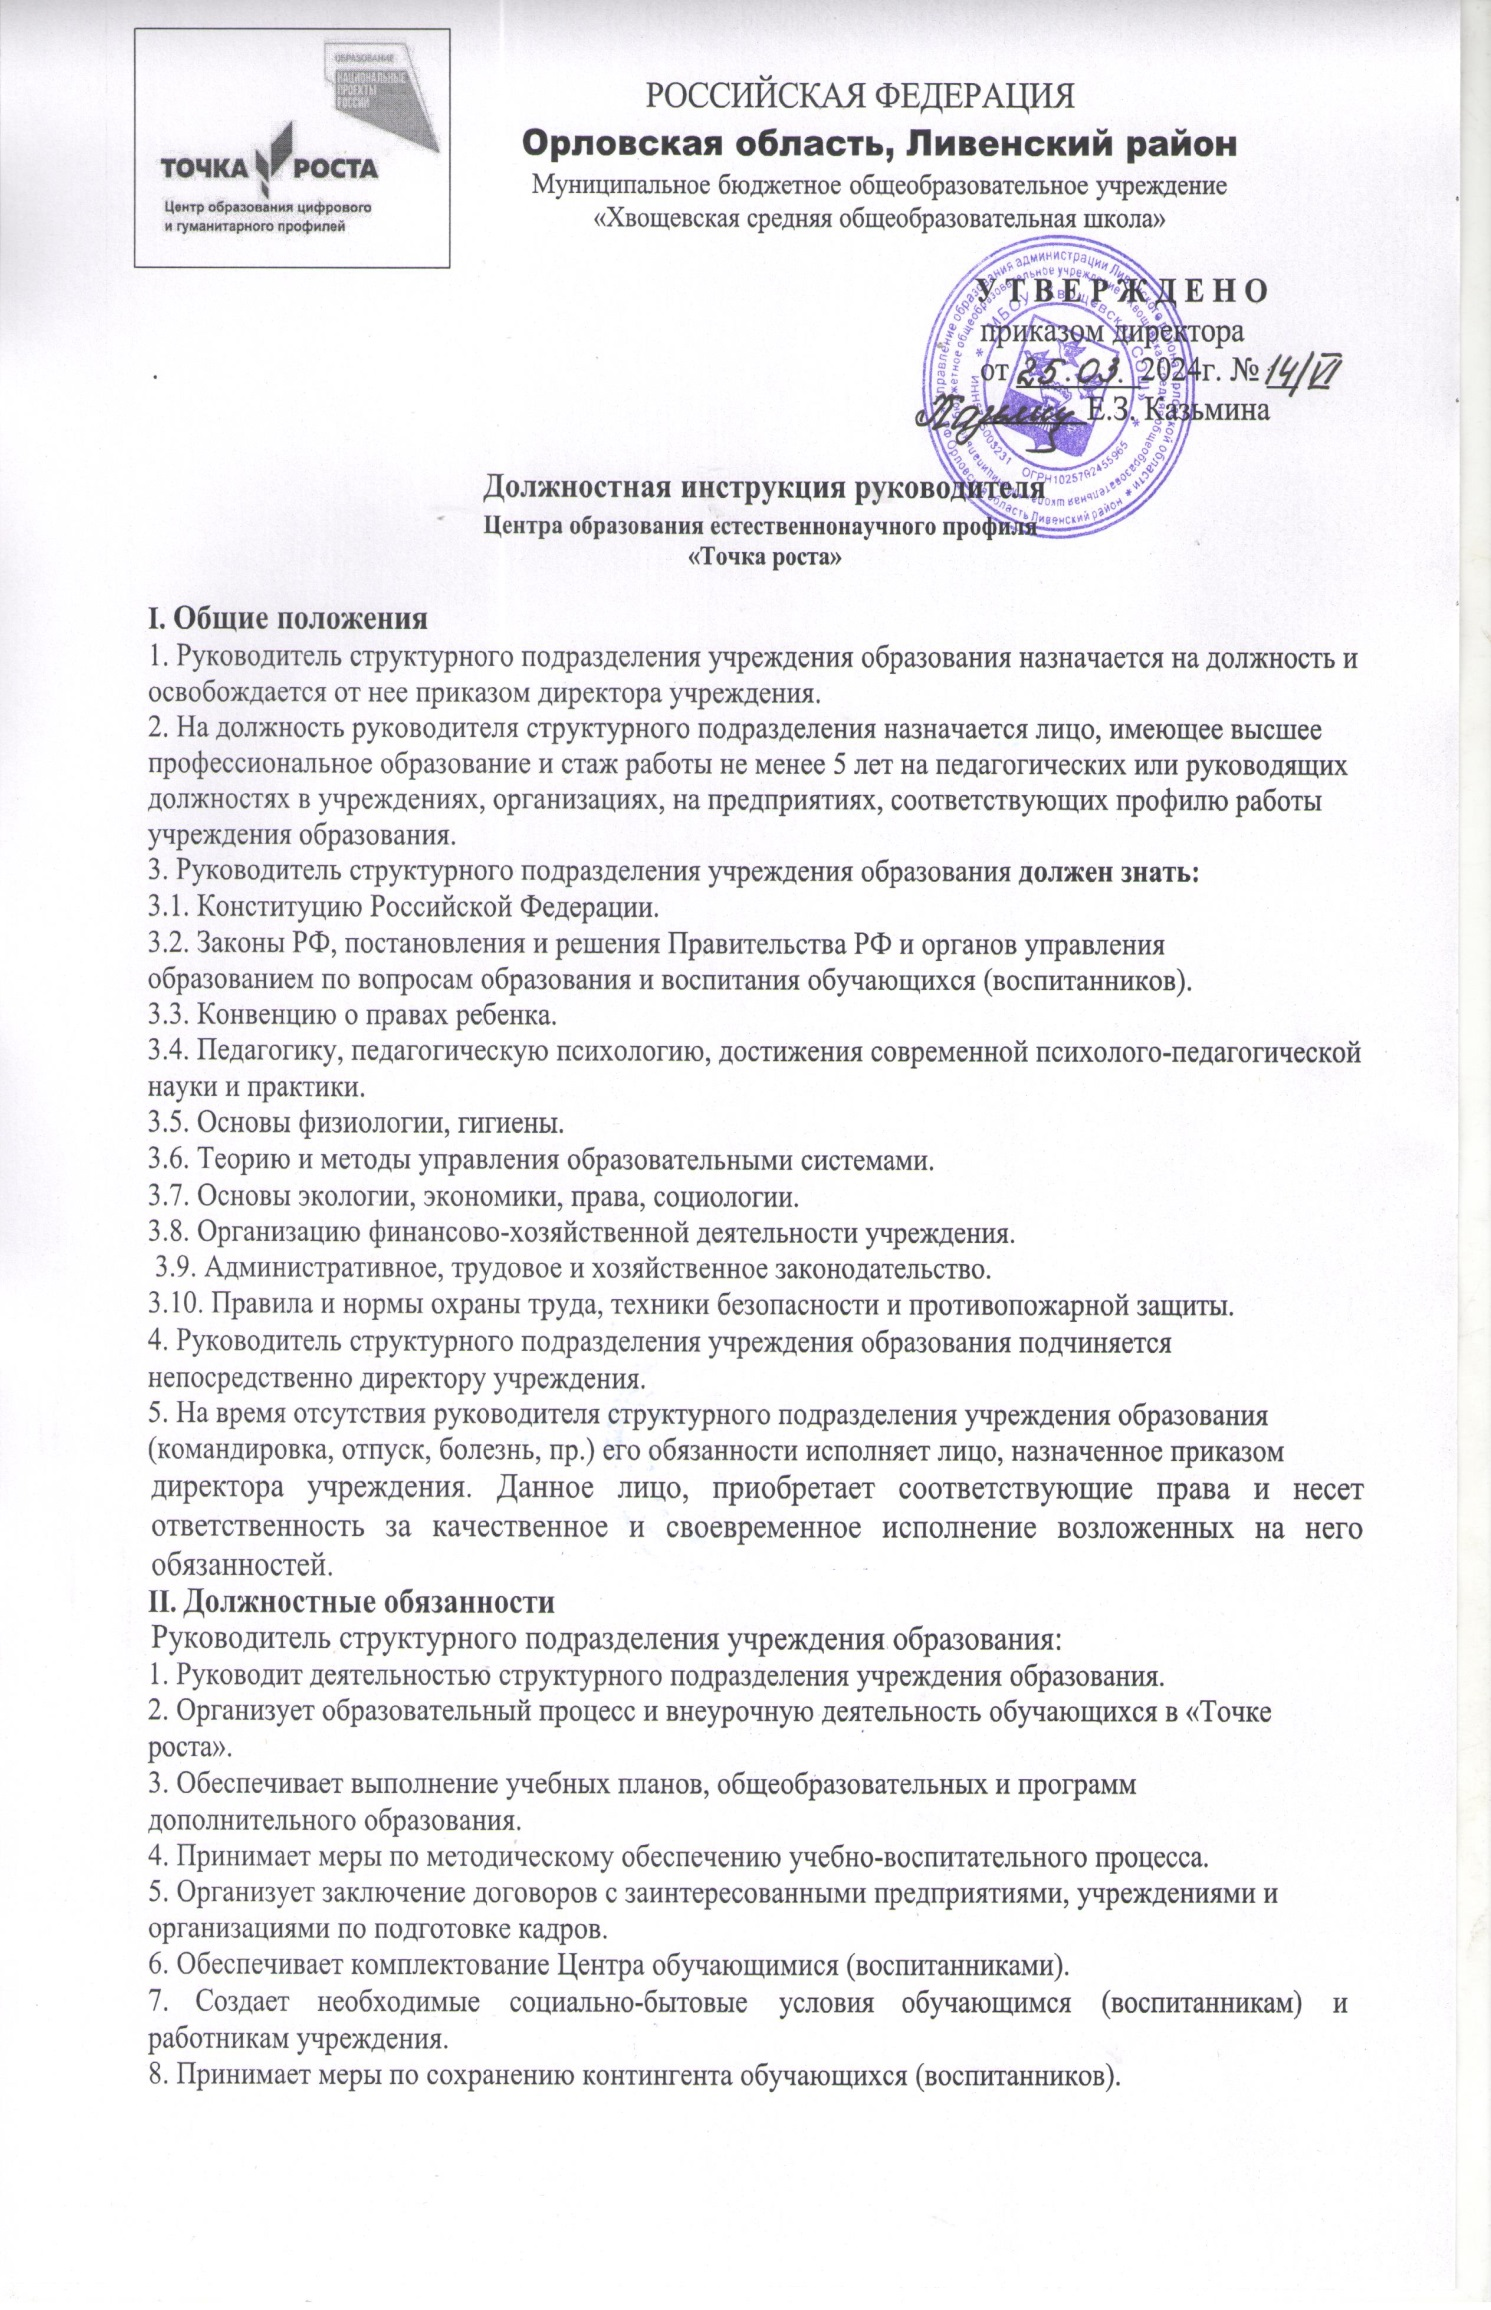 ОБРАЗОВАНИЕ
НАЦИОНАЛЬНЫЕ
ПРОЕКТЫ
РОССИИ
ТОЧКА РОСТА
Центр образования цифрового
и гуманитарного профилей
РОССИЙСКАЯ ФЕДЕРАЦИЯ
Орловская область, Ливенский район
Муниципальное бюджетное общеобразовательное учреждение
«Хвощевская средняя общеобразовательная школа»
УТВЕРЖДЕНО
приказом директора
от 25.03. 2024г. № 14/VI
Е.З. Казьмина
МБОУ «Хвощевская СОШ»
ОГРН1025702455965
Должностная инструкция руководителя
Центра образования естественнонаучного профиля
«Точка роста»
I. Общие положения
1. Руководитель структурного подразделения учреждения образования назначается на должность и
освобождается от нее приказом директора учреждения.
2. На должность руководителя структурного подразделения назначается лицо, имеющее высшее
профессиональное образование и стаж работы не менее 5 лет на педагогических или руководящих
должностях в учреждениях, организациях, на предприятиях, соответствующих профилю работы
учреждения образования.
3. Руководитель структурного подразделения учреждения образования должен знать:
3.1. Конституцию Российской Федерации.
3.2. Законы РФ, постановления и решения Правительства РФ и органов управления
образованием по вопросам образования и воспитания обучающихся (воспитанников).
3.3. Конвенцию о правах ребенка.
3.4. Педагогику, педагогическую психологию, достижения современной психолого-педагогической
науки и практики.
3.5. Основы физиологии, гигиены.
3.6. Теорию и методы управления образовательными системами.
3.7. Основы экологии, экономики, права, социологии.
3.8. Организацию финансово-хозяйственной деятельности учреждения.
3.9. Административное, трудовое и хозяйственное законодательство.
3.10. Правила и нормы охраны труда, техники безопасности и противопожарной защиты.
4. Руководитель структурного подразделения учреждения образования подчиняется
непосредственно директору учреждения.
5. На время отсутствия руководителя структурного подразделения учреждения образования
(командировка, отпуск, болезнь, пр.) его обязанности исполняет лицо, назначенное приказом
директора учреждения. Данное лицо, приобретает соответствующие права и несет
ответственность за качественное и своевременное исполнение возложенных на него
обязанностей.
II. Должностные обязанности
Руководитель структурного подразделения учреждения образования:
1. Руководит деятельностью структурного подразделения учреждения образования.
2. Организует образовательный процесс и внеурочную деятельность обучающихся в «Точке
роста».
3. Обеспечивает выполнение учебных планов, общеобразовательных и программ
дополнительного образования.
4. Принимает меры по методическому обеспечению учебно-воспитательного процесса.
5. Организует заключение договоров с заинтересованными предприятиями, учреждениями и
организациями по подготовке кадров.
6. Обеспечивает комплектование Центра обучающимися (воспитанниками).
7. Создает необходимые социально-бытовые условия обучающимся (воспитанникам) и
работникам учреждения.
8. Принимает меры по сохранению контингента обучающихся (воспитанников).